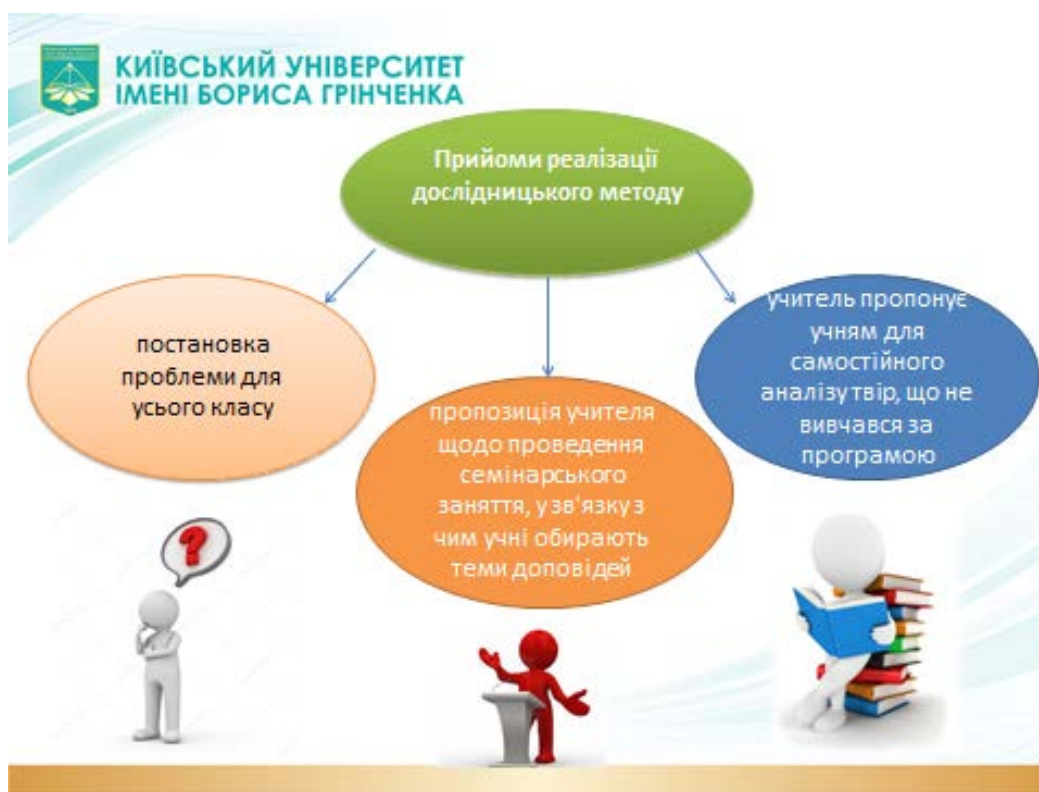 КИЇВСЬКИЙ УНІВЕРСИТЕТ
ІМЕНІ БОРИСА ГРІНЧЕНКА
Прийоми реалізації
дослідницького методу
постановка
проблеми для
усього класу
пропозиція учителя
щодо проведення
семінарського
заняття, у зв'язку з
чим учні обирають
теми доповідей
учитель пропонує
учням для
самостійного
аналізу твір, що не
вивчався за
програмою
?